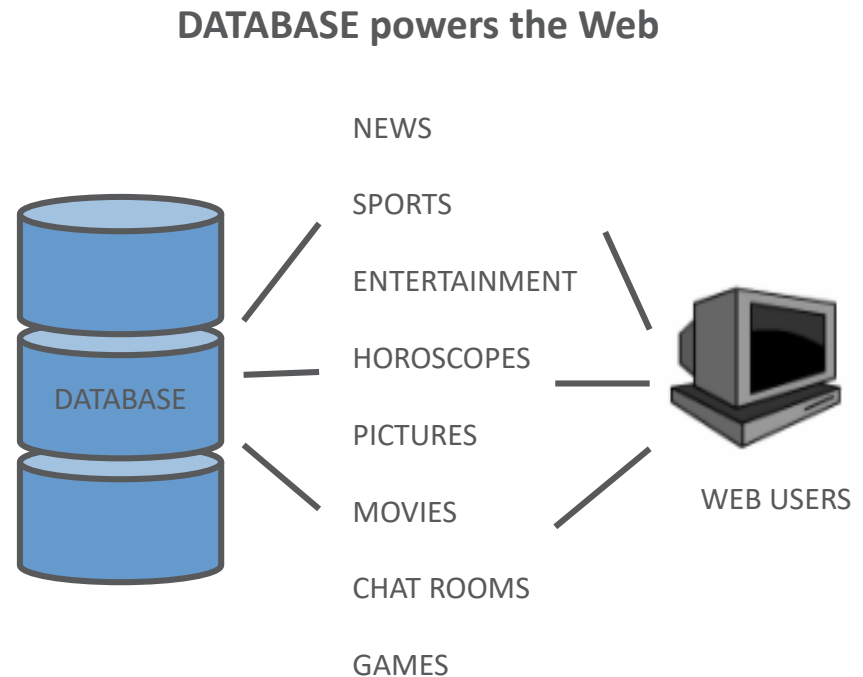 DATABASE powers the Web
NEWS
SPORTS
ENTERTAINMENT
HOROSCOPES
DATABASE
PICTURES
MOVIES
WEB USERS
CHAT ROOMS
GAMES